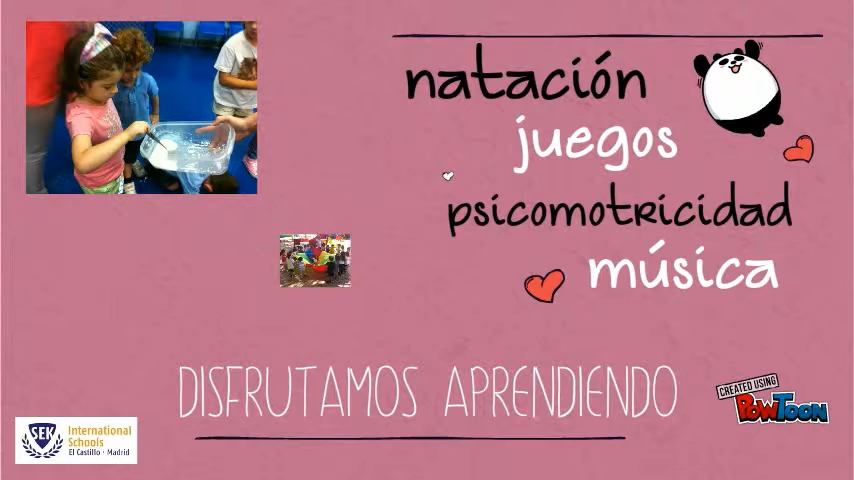 natación
juegos
psicomotricidad
música
DISFRUTAMOS APRENDIENDO
CREATED USING
POWTOON
SEK
International
Schools
El Castillo · Madrid